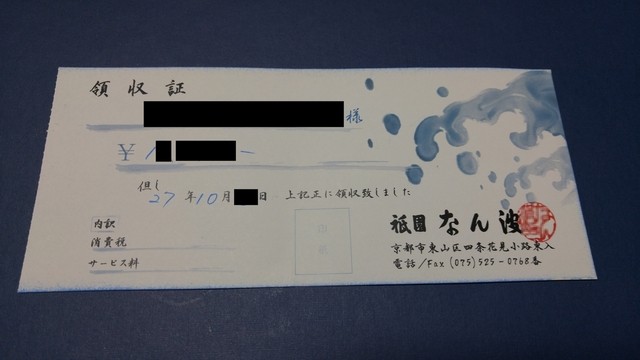 領収証
様
¥ 1 -
但し
27年10月 日 上記正に領収致しました
内訳
消費税
サービス料
祇園 なん波
京都市東山区四条花見小路東入
電話/Fax (075)525-0768番